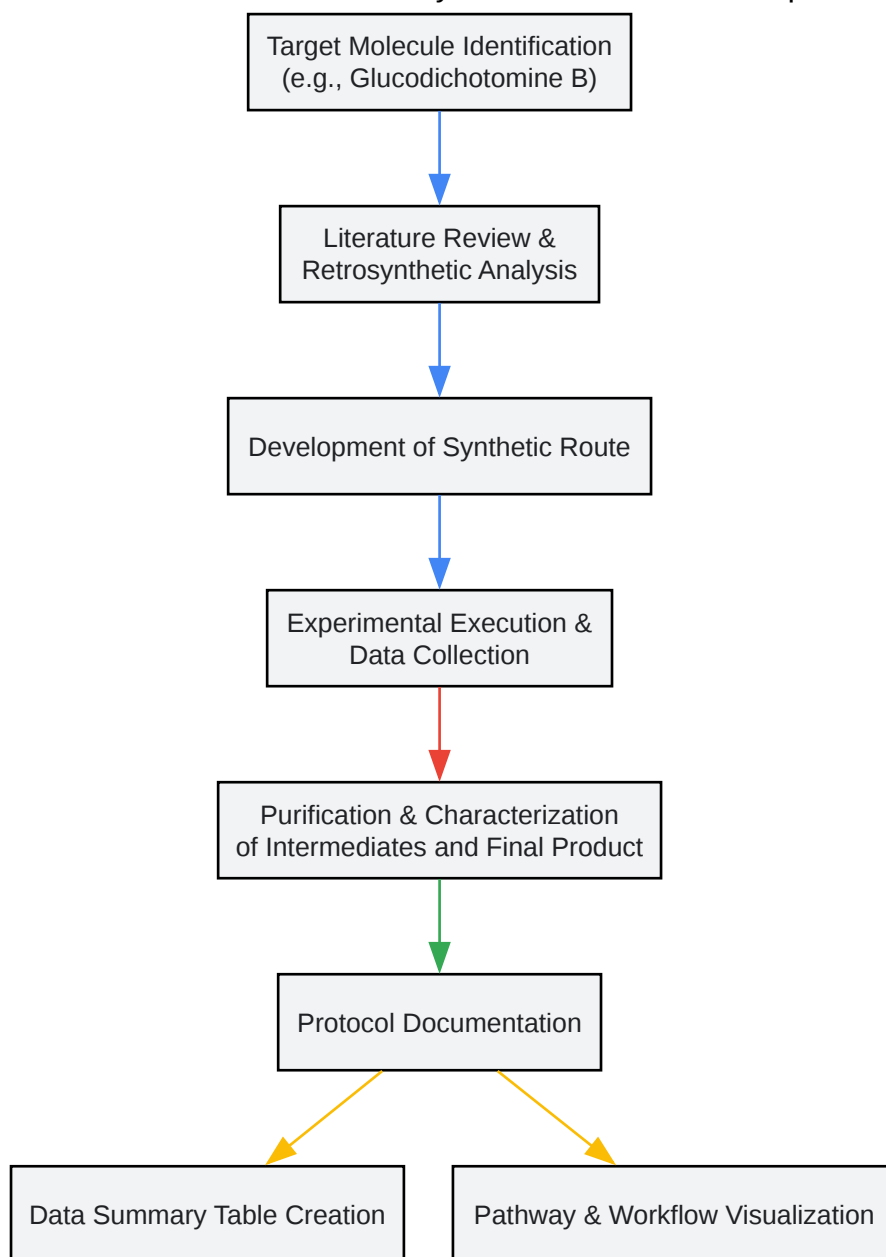 Target Molecule Identification
(e.g., Glucodichotomine B)
Literature Review &
Retrosynthetic Analysis
Development of Synthetic Route
Experimental Execution &
Data Collection
Purification & Characterization
of Intermediates and Final Product
Protocol Documentation
Data Summary Table Creation
Pathway & Workflow Visualization